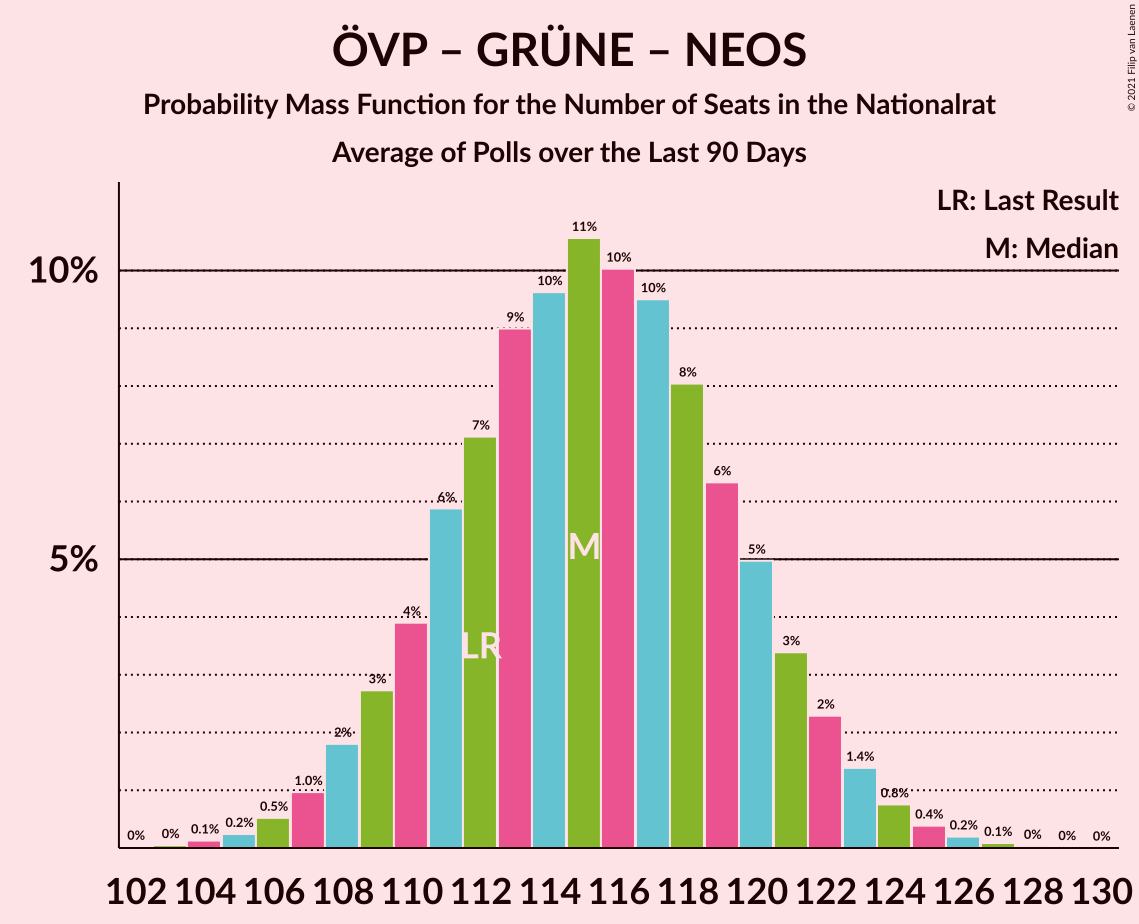 ÖVP – GRÜNE – NEOS
Probability Mass Function for the Number of Seats in the Nationalrat
Average of Polls over the Last 90 Days
© 2021 Filip van Laenen
LR: Last Result
M: Median
10%
5%
0% 0% 0.1% 0.2% 0.5% 1.0% 2% 3% 4% 6% 7% 9% 10% 11% 10% 10% 8% 6% 5% 3% 2% 1.4% 0.8% 0.4% 0.2% 0.1% 0% 0% 0%
M
LR
102 104 106 108 110 112 114 116 118 120 122 124 126 128 130